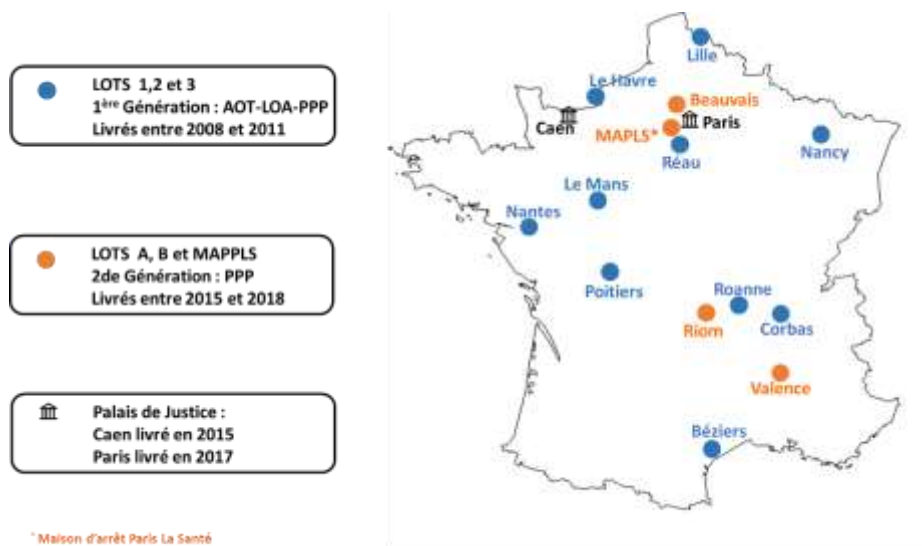 LOTS 1,2 et 3
1ère Génération : AOT-LOA-PPP
Livrés entre 2008 et 2011
LOTS A, B et MAPPLS
2de Génération : PPP
Livrés entre 2015 et 2018
Palais de Justice :
Caen livré en 2015
Paris livré en 2017
* Maison d'arrêt Paris La Santé
Lille
Le Havre
Beauvais
Caen
Paris
MAPLS*
Nancy
Réau
Le Mans
Nantes
Poitiers
Roanne
Riom
Corbas
Valence
Béziers